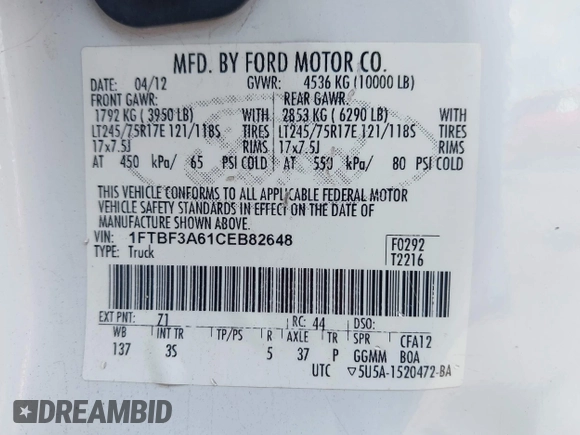 MFD. BY FORD MOTOR CO.
DATE: 04/12 GVWR: 4536 KG (10000 LB)
FRONT GAWR: REAR GAWR:
1792 KG ( 3950 LB) WITH 2853 KG ( 6290 LB) WITH
LT245/75R17E 121/118S TIRES LT245/75R17E 121/118S TIRES
17x7.5J RIMS 17x7.5J RIMS
AT 450 kPa/ 65 PSI COLD AT 550 kPa/ 80 PSI COLD
THIS VEHICLE CONFORMS TO ALL APPLICABLE FEDERAL MOTOR
VEHICLE SAFETY STANDARDS IN EFFECT ON THE DATE OF
MANUFACTURE SHOWN ABOVE.
VIN: 1FTBF3A61CEB82648 F0292
TYPE: Truck T2216
EXT PNT: Z1 RC: 44 DSO:
WB INT TR TP/PS R AXLE TR SPR CFA12
137 3S 5 37 P GGMM BOA
UTC ▽5U5A-1520472-BA
DREAMBID